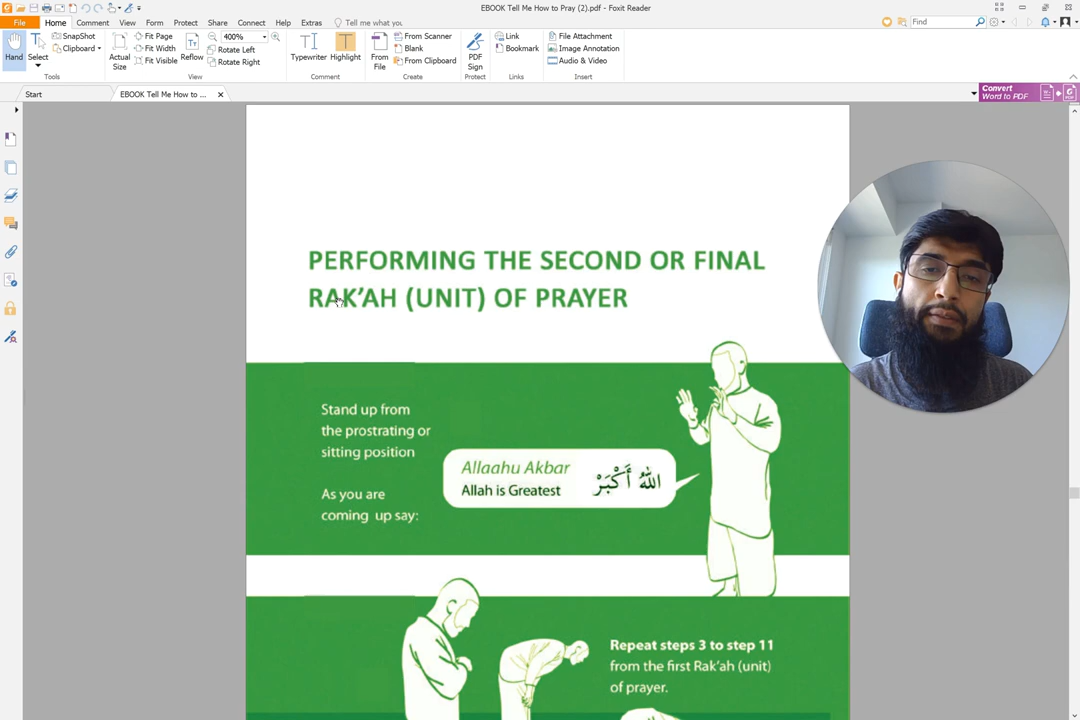 EBOOK Tell Me How to Pray (2).pdf - Foxit Reader
File Home Comment View Form Protect Share Connect Help Extras Tell me what you Find
Hand
Select
SnapShot
Clipboard
Tools
Actual Size
Fit Page
Fit Width
Fit Visible
Reflow
400%
Rotate Left
Rotate Right
View
Typewriter
Highlight
Comment
From File
From Scanner
Blank
From Clipboard
Create
PDF Sign
Protect
Link
Bookmark
Links
File Attachment
Image Annotation
Audio & Video
Insert
Start
EBOOK Tell Me How to ...
Convert
Word to PDF
PERFORMING THE SECOND OR FINAL
RAK'AH (UNIT) OF PRAYER
Stand up from
the prostrating or
sitting position
As you are
coming up say:
Allaahu Akbar
Allah is Greatest
اللهُ أَكْبَرْ
Repeat steps 3 to step 11
from the first Rak'ah (unit)
of prayer.